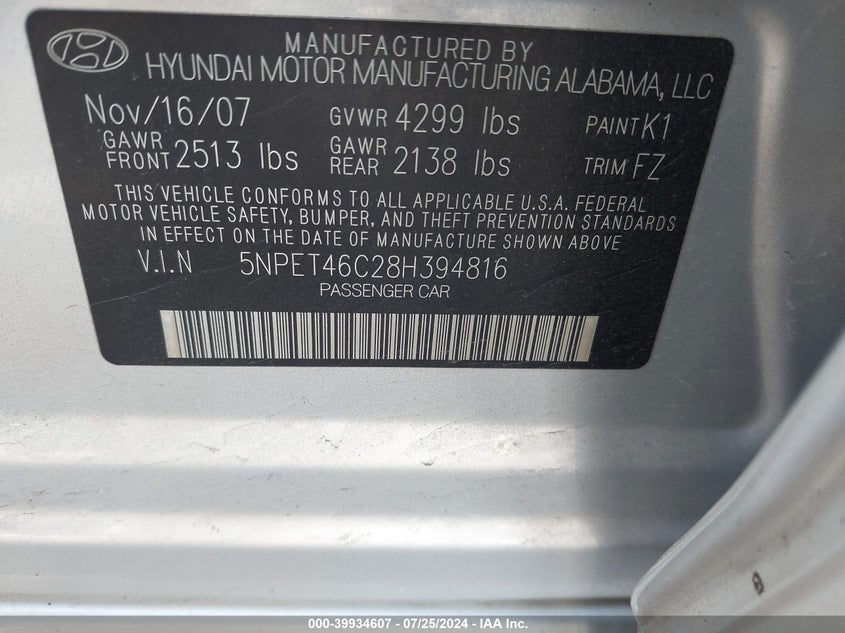 MANUFACTURED BY
HYUNDAI MOTOR MANUFACTURING ALABAMA, LLC
Nov/16/07 GVWR 4299 lbs PAINT K1
GAWR FRONT 2513 lbs GAWR REAR 2138 lbs TRIM FZ
THIS VEHICLE CONFORMS TO ALL APPLICABLE U.S.A. FEDERAL
MOTOR VEHICLE SAFETY, BUMPER, AND THEFT PREVENTION STANDARDS
IN EFFECT ON THE DATE OF MANUFACTURE SHOWN ABOVE.
V.I.N 5NPET46C28H394816
PASSENGER CAR
000-39934607 - 07/25/2024 - IAA Inc.